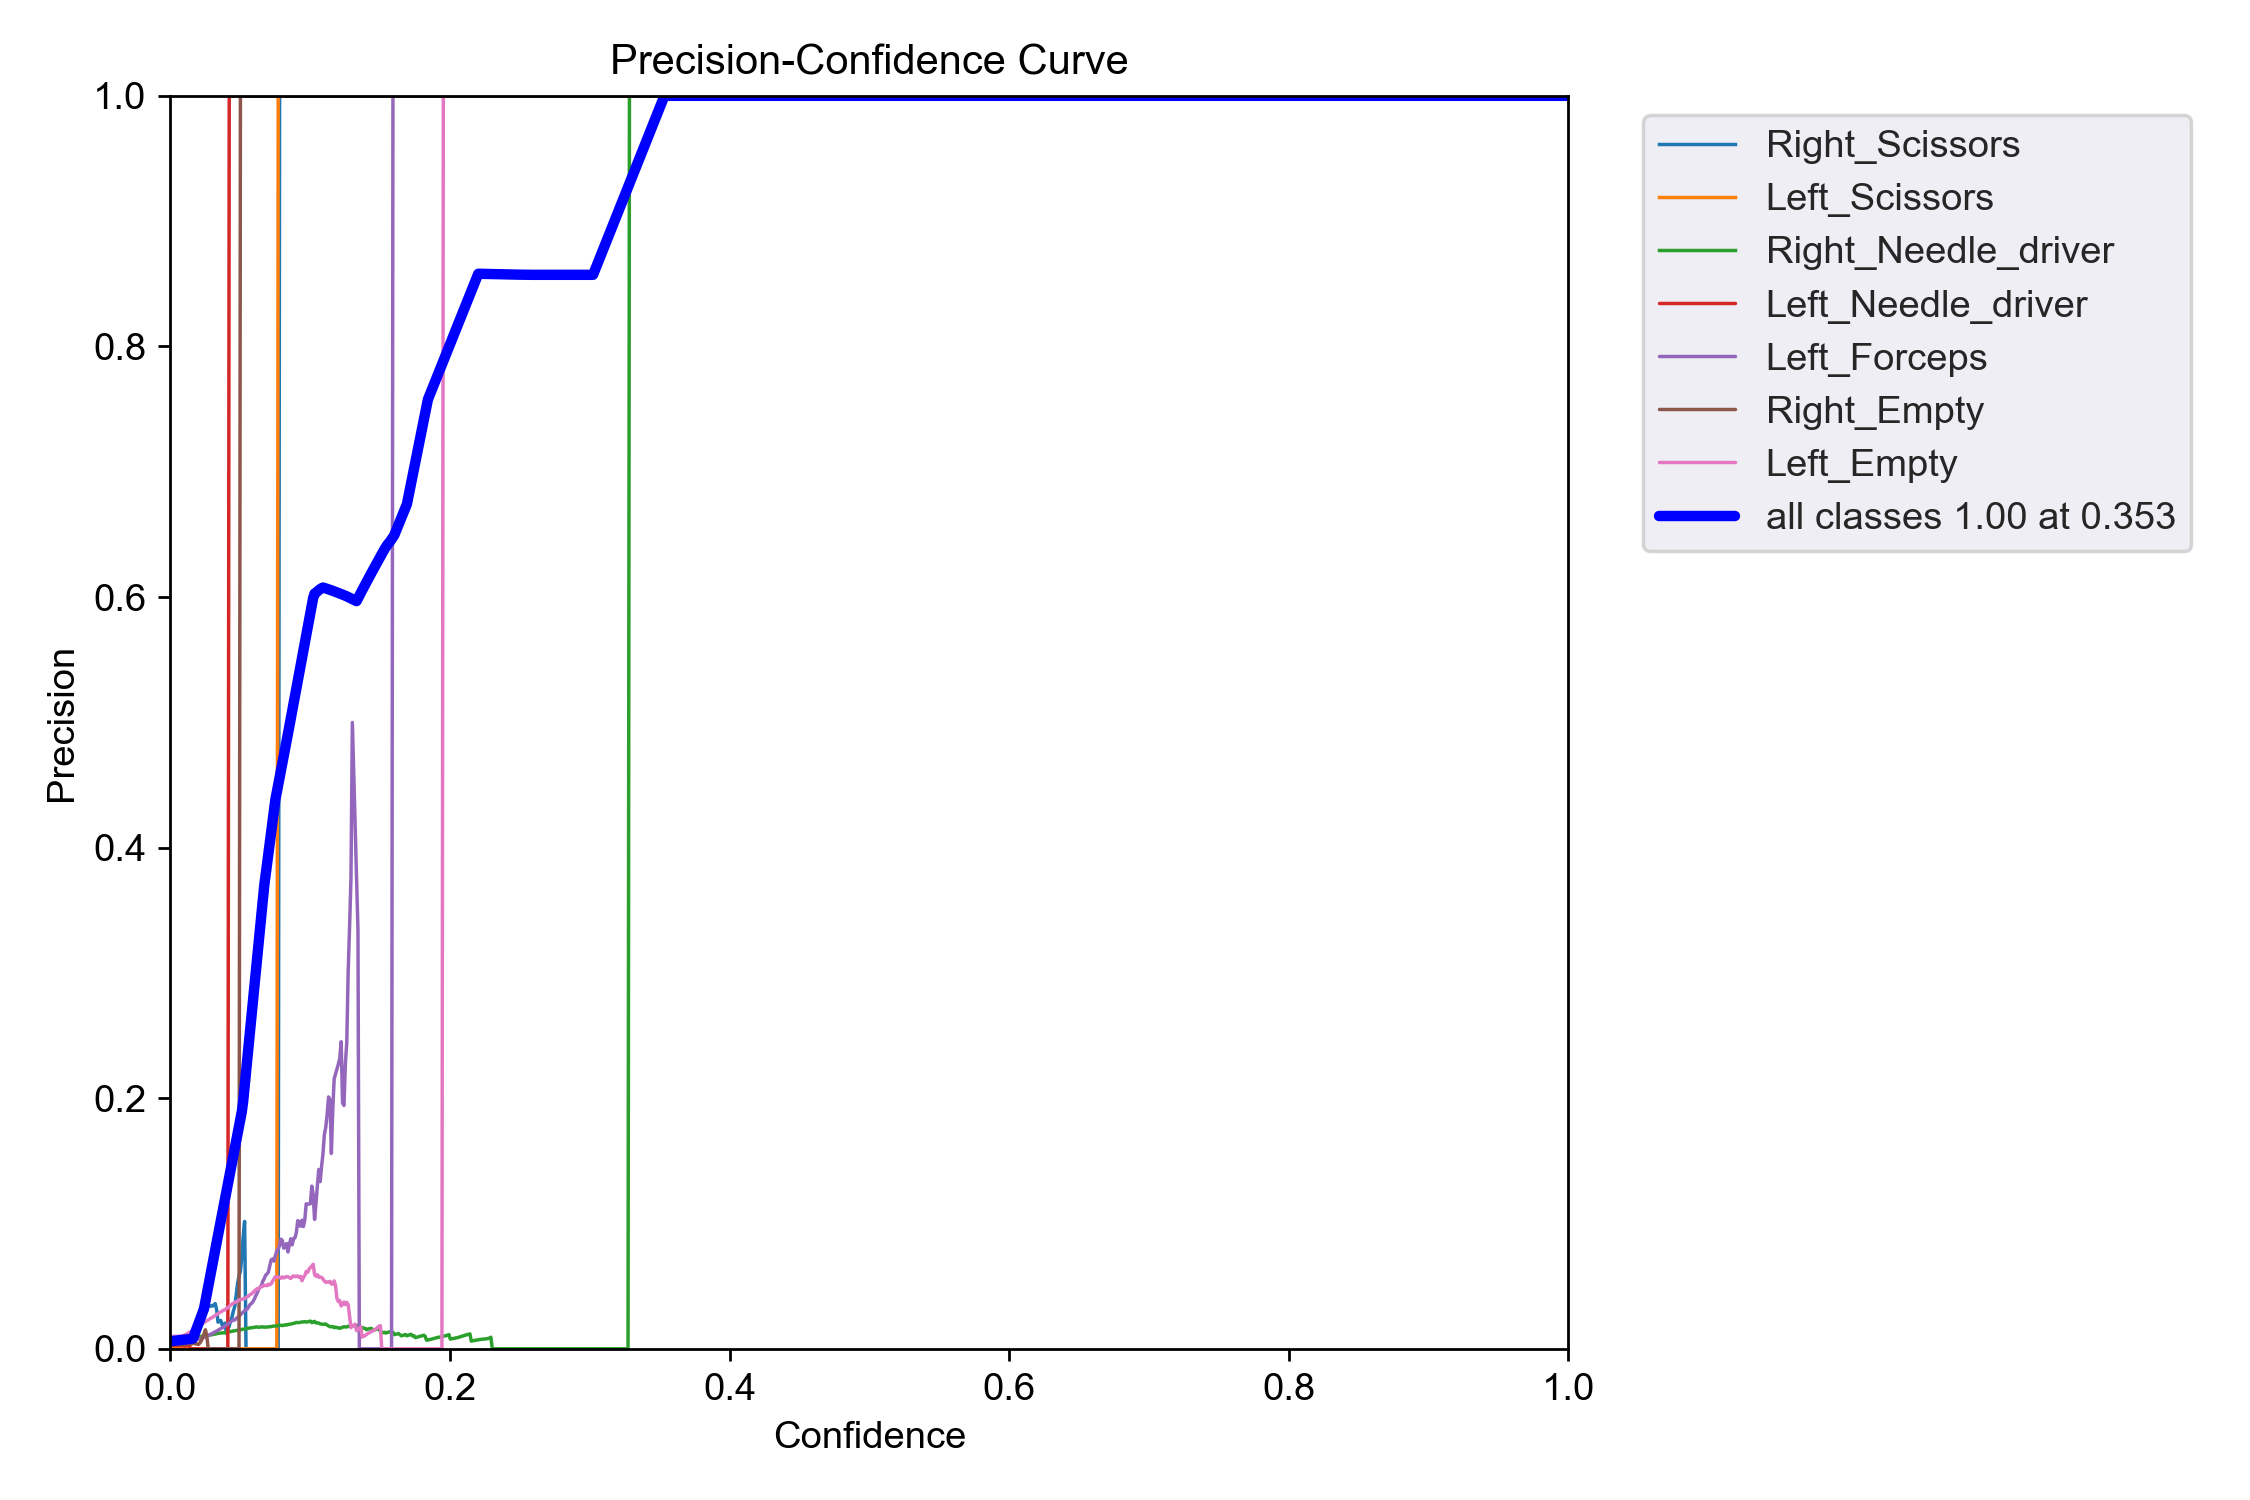 Precision-Confidence Curve
1.0
0.8
0.6
0.4
0.2
0.0
Precision
0.0 0.2 0.4 0.6 0.8 1.0
Confidence
Right_Scissors
Left_Scissors
Right_Needle_driver
Left_Needle_driver
Left_Forceps
Right_Empty
Left_Empty
all classes 1.00 at 0.353